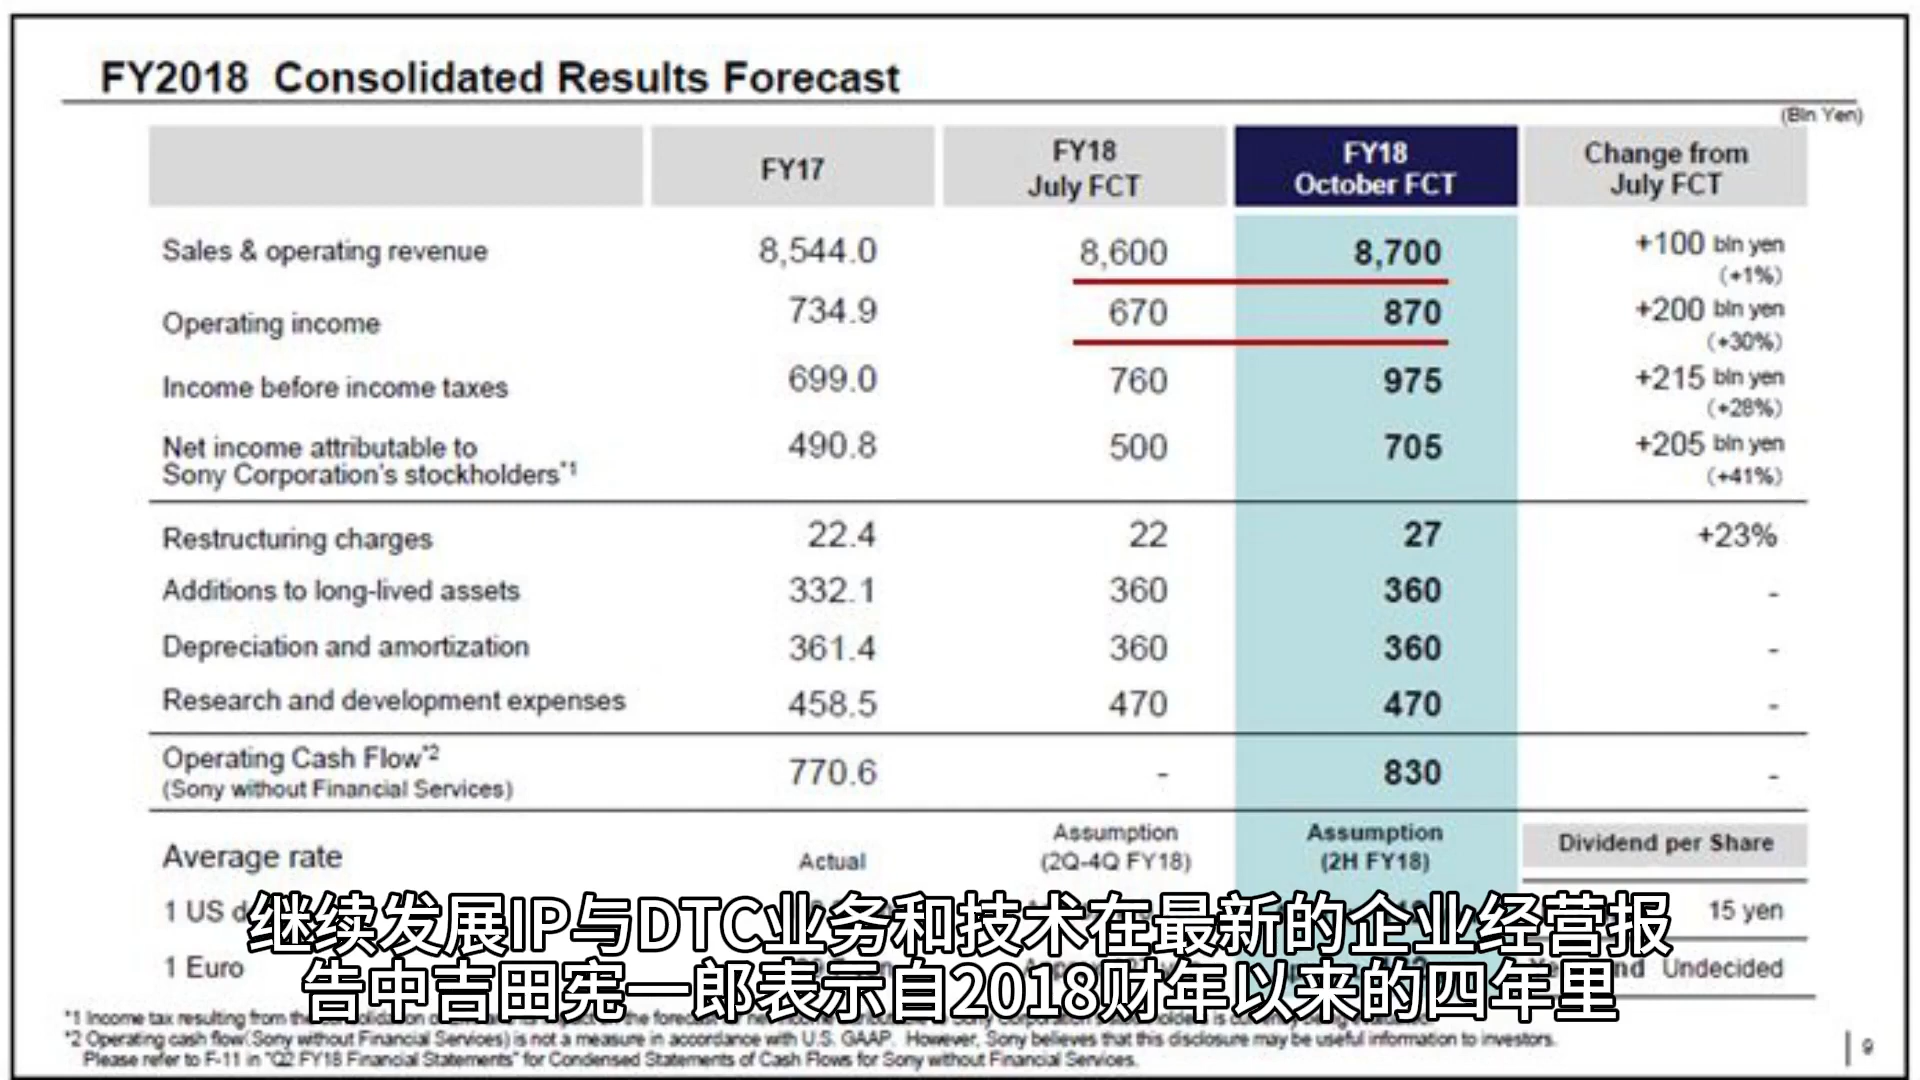 FY2018 Consolidated Results Forecast
(Bln Yen)
FY17
FY18 July FCT
FY18 October FCT
Change from July FCT
Sales & operating revenue 8,544.0 8,600 8,700 +100 bln yen (+1%)
Operating income 734.9 670 870 +200 bln yen (+30%)
Income before income taxes 699.0 760 975 +215 bln yen (+28%)
Net income attributable to
Sony Corporation's stockholders*1 490.8 500 705 +205 bln yen (+41%)
Restructuring charges 22.4 22 27 +23%
Additions to long-lived assets 332.1 360 360 -
Depreciation and amortization 361.4 360 360 -
Research and development expenses 458.5 470 470 -
Operating Cash Flow*2
(Sony without Financial Services) 770.6 - 830 -
Average rate
Actual
Assumption
(2Q-4Q FY18)
Assumption
(2H FY18)
Dividend per Share
1 US
15 yen
1 Euro
Undecided
继续发展IP与DTC业务和技术在最新的企业经营报
告中吉田宪一郎表示自2018财年以来的四年里
*1 Income tax resulting from
*2 Operating cash flow(Sony without Financial Services) is not a measure in accordance with U.S. GAAP. However, Sony believes that this disclosure may be useful information to investors.
Please refer to F-11 in "Q2 FY18 Financial Statements" for Condensed Statements of Cash Flows for Sony without Financial Services.
9